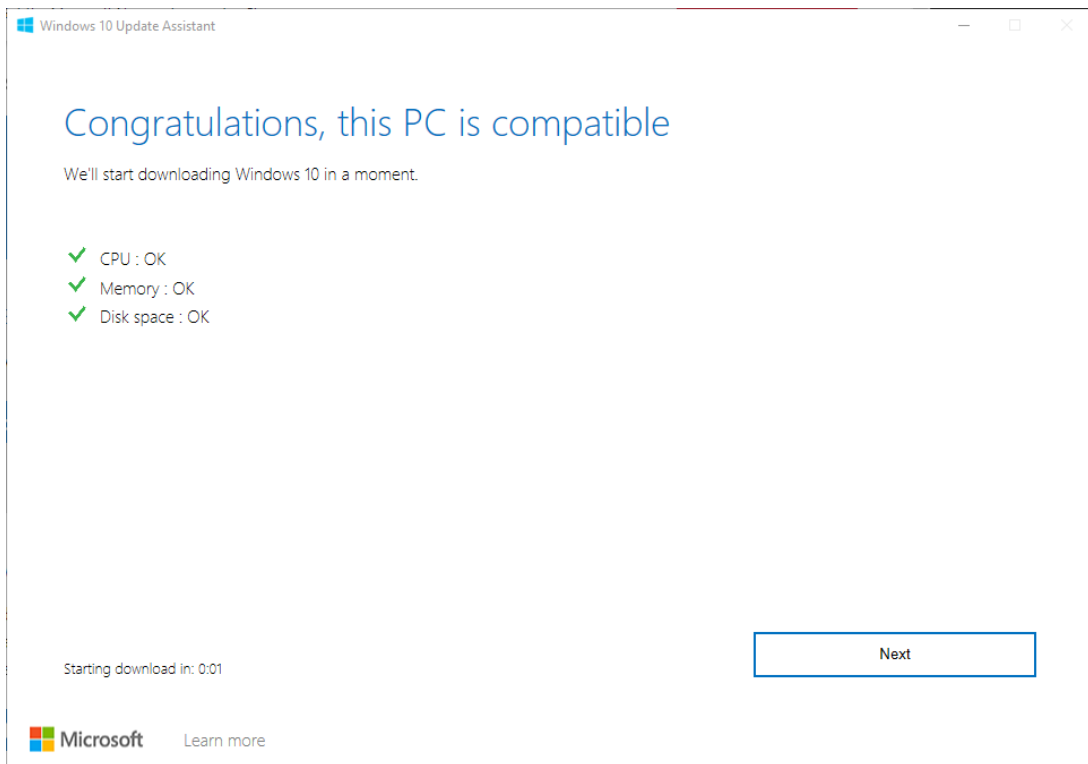 Windows 10 Update Assistant
Congratulations, this PC is compatible
We'll start downloading Windows 10 in a moment.
CPU : OK
Memory : OK
Disk space : OK
Next
Starting download in: 0:01
Microsoft
Learn more